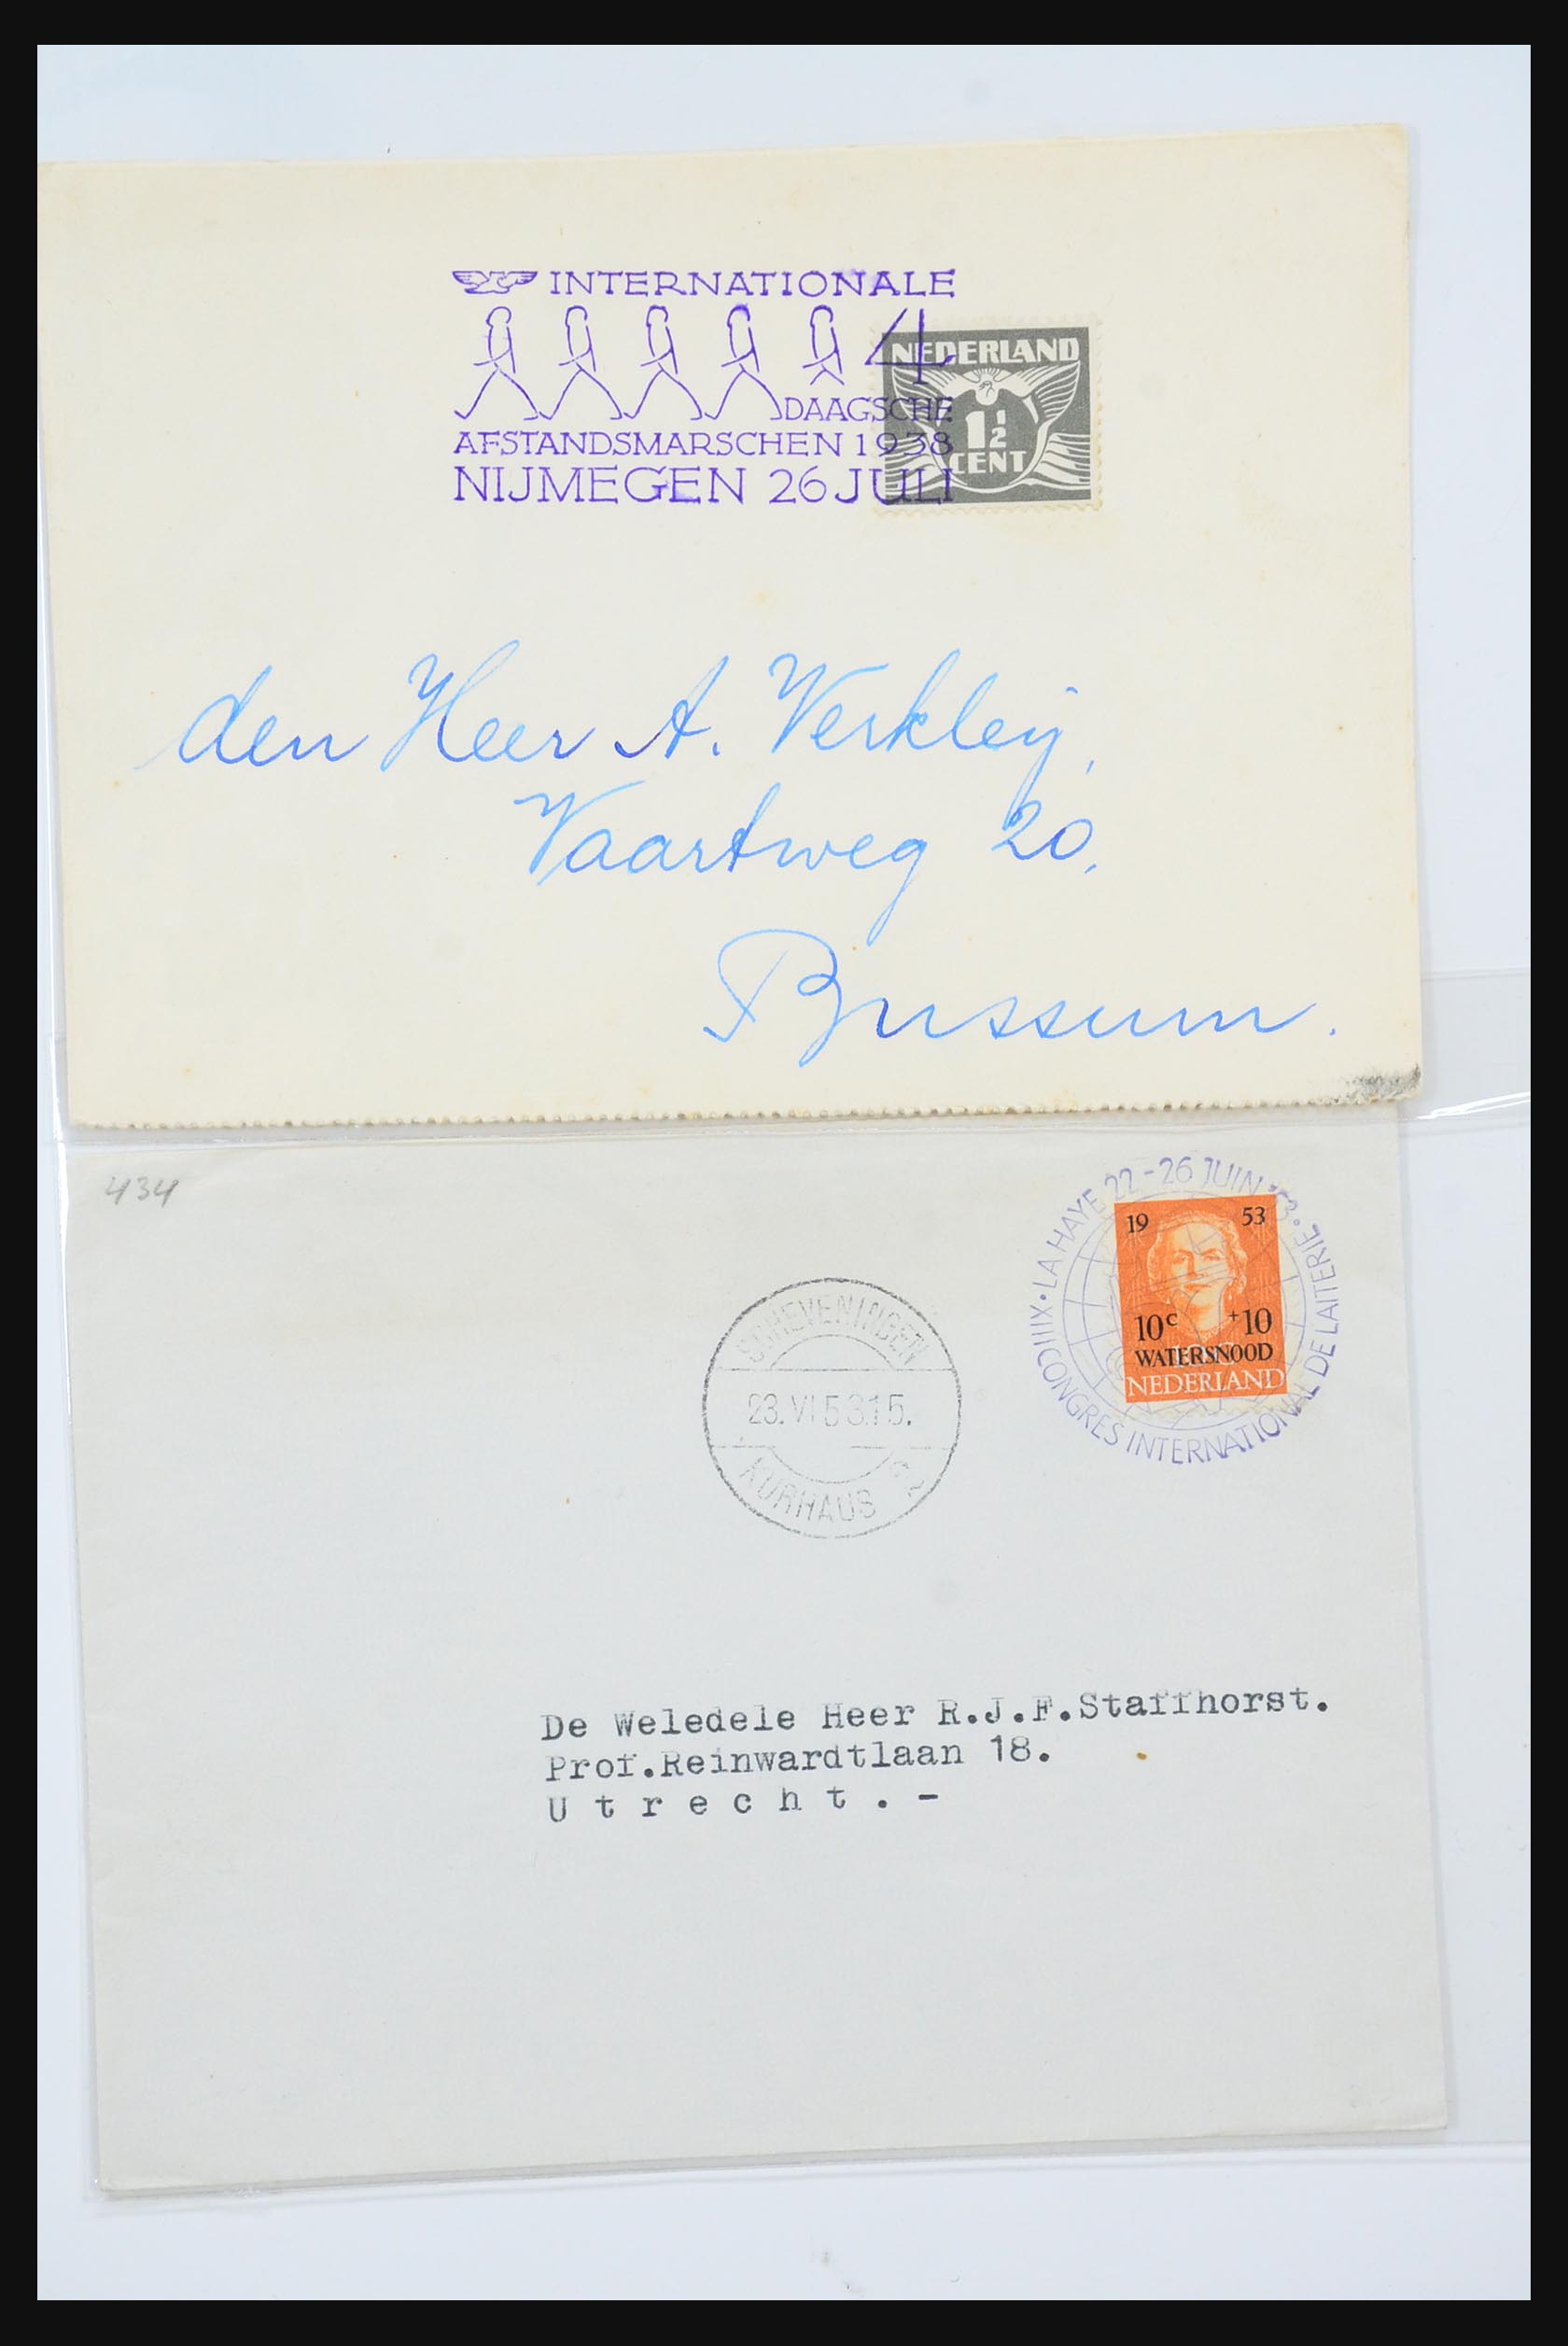 INTERNATIONALE
4
DAAGSCHE
AFSTANDSMARSCHEN 1938
NIJMEGEN 26 JULI
NEDERLAND
1½
CENT
den Heer A. Verkleij,
Vaartweg 20,
Bussum.
434
XIII CONGRES INTERNATIONAL DE LAITERIE • LA HAYE 22-26 JUIN '53 •
19 53
10c +10
WATERSNOOD
NEDERLAND
SCHEVENINGEN
23.VI 53.15.
KURHAUS
De Weledele Heer R.J.F.Staffhorst.
Prof.Reinwardtlaan 18.
U t r e c h t . -